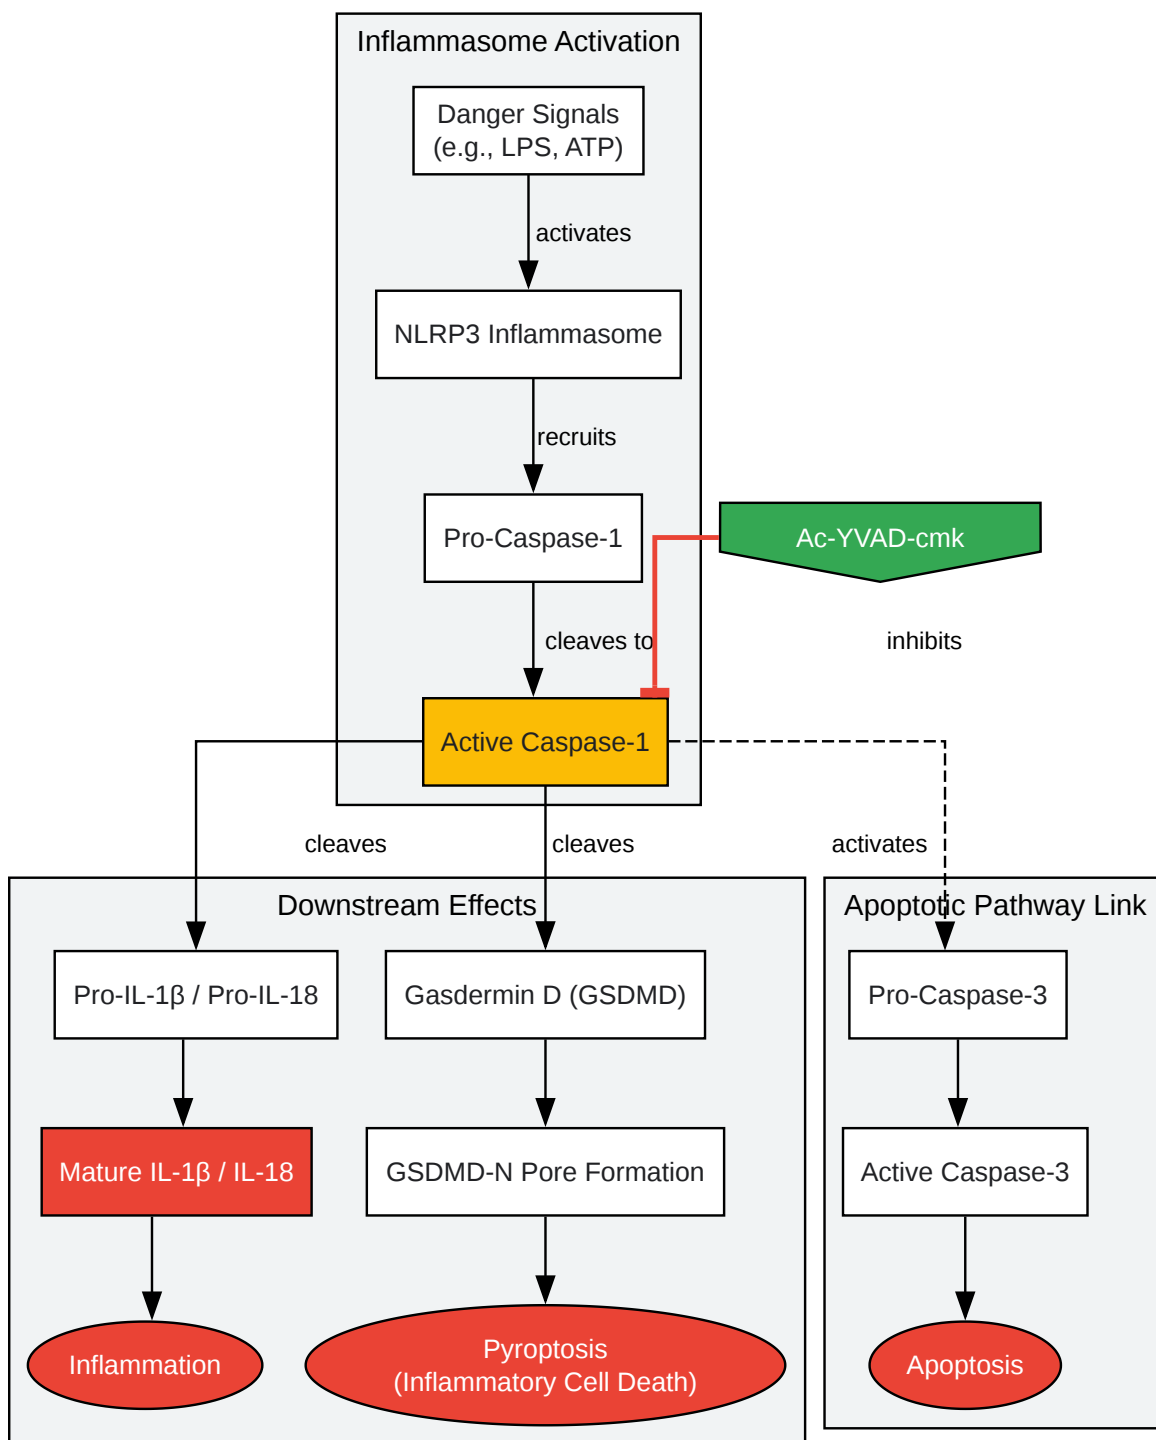 Inflammasome Activation
Danger Signals
(e.g., LPS, ATP)
activates
NLRP3 Inflammasome
recruits
Pro-Caspase-1
Ac-YVAD-cmk
cleaves to
inhibits
Active Caspase-1
cleaves
cleaves
activates
Downstream Effects
Apoptotic Pathway Link
Pro-IL-1β / Pro-IL-18
Gasdermin D (GSDMD)
Pro-Caspase-3
Mature IL-1β / IL-18
GSDMD-N Pore Formation
Active Caspase-3
Inflammation
Pyroptosis
(Inflammatory Cell Death)
Apoptosis